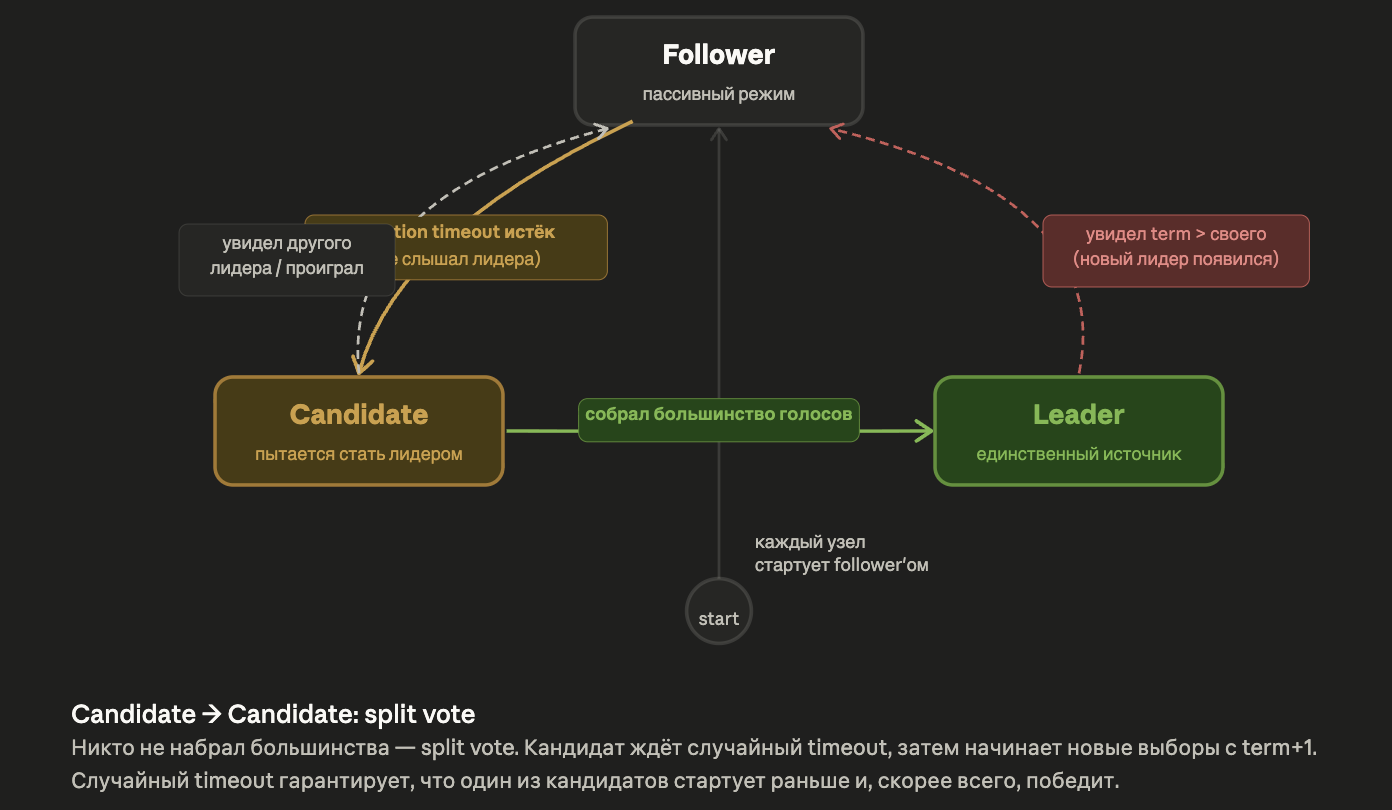 Follower
пассивный режим
увидел другого
лидера / проиграл
tion timeout истёк
слышал лидера)
увидел term > своего
(новый лидер появился)
Candidate
пытается стать лидером
собрал большинство голосов
Leader
единственный источник
каждый узел
стартует follower'ом
start
Candidate → Candidate: split vote
Никто не набрал большинства — split vote. Кандидат ждёт случайный timeout, затем начинает новые выборы с term+1.
Случайный timeout гарантирует, что один из кандидатов стартует раньше и, скорее всего, победит.